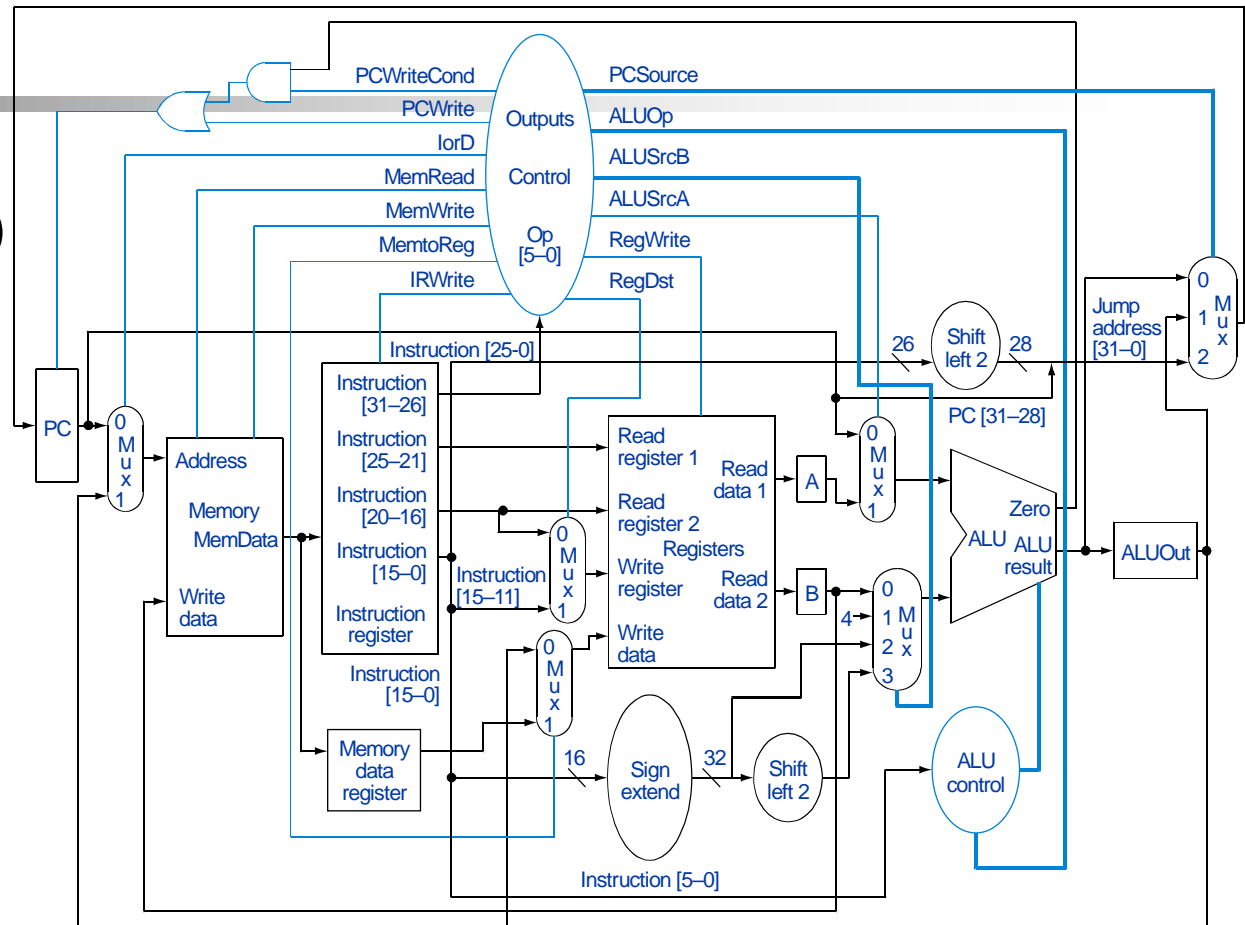 PCWriteCond
PCWrite
IorD
MemRead
MemWrite
MemtoReg
IRWrite
Outputs
Control
Op
[5–0]
PCSource
ALUOp
ALUSrcB
ALUSrcA
RegWrite
RegDst
Instruction [25-0]
26
Shift
left 2
28
Jump
address
[31–0]
0
1
2
M
u
x
PC [31–28]
PC
0
M
u
x
1
Address
Memory
MemData
Write
data
Instruction
[31–26]
Instruction
[25–21]
Instruction
[20–16]
Instruction
[15–0]
Instruction
register
Instruction
[15–0]
Instruction
[15–11]
0
M
u
x
1
0
M
u
x
1
Memory
data
register
Read
register 1
Read
register 2
Registers
Write
register
Write
data
Read
data 1
Read
data 2
A
B
4
0
M
u
x
1
0
1
2
3
M
u
x
Zero
ALU
ALU
result
ALUOut
16
Sign
extend
32
Shift
left 2
ALU
control
Instruction [5–0]